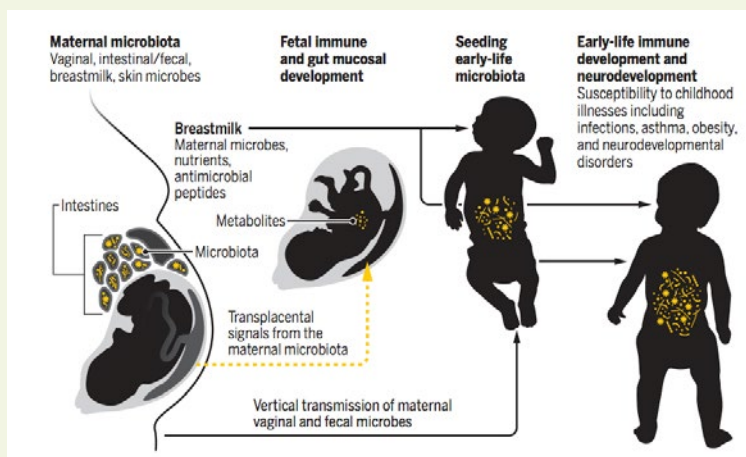 Maternal microbiota
Vaginal, intestinal/fecal,
breastmilk, skin microbes
Fetal immune
and gut mucosal
development
Seeding
early-life
microbiota
Early-life immune
development and
neurodevelopment
Susceptibility to childhood
illnesses including
infections, asthma, obesity,
and neurodevelopmental
disorders
Breastmilk
Maternal microbes,
nutrients,
antimicrobial
peptides
Intestines
Metabolites
Microbiota
Transplacental
signals from the
maternal microbiota
Vertical transmission of maternal
vaginal and fecal microbes